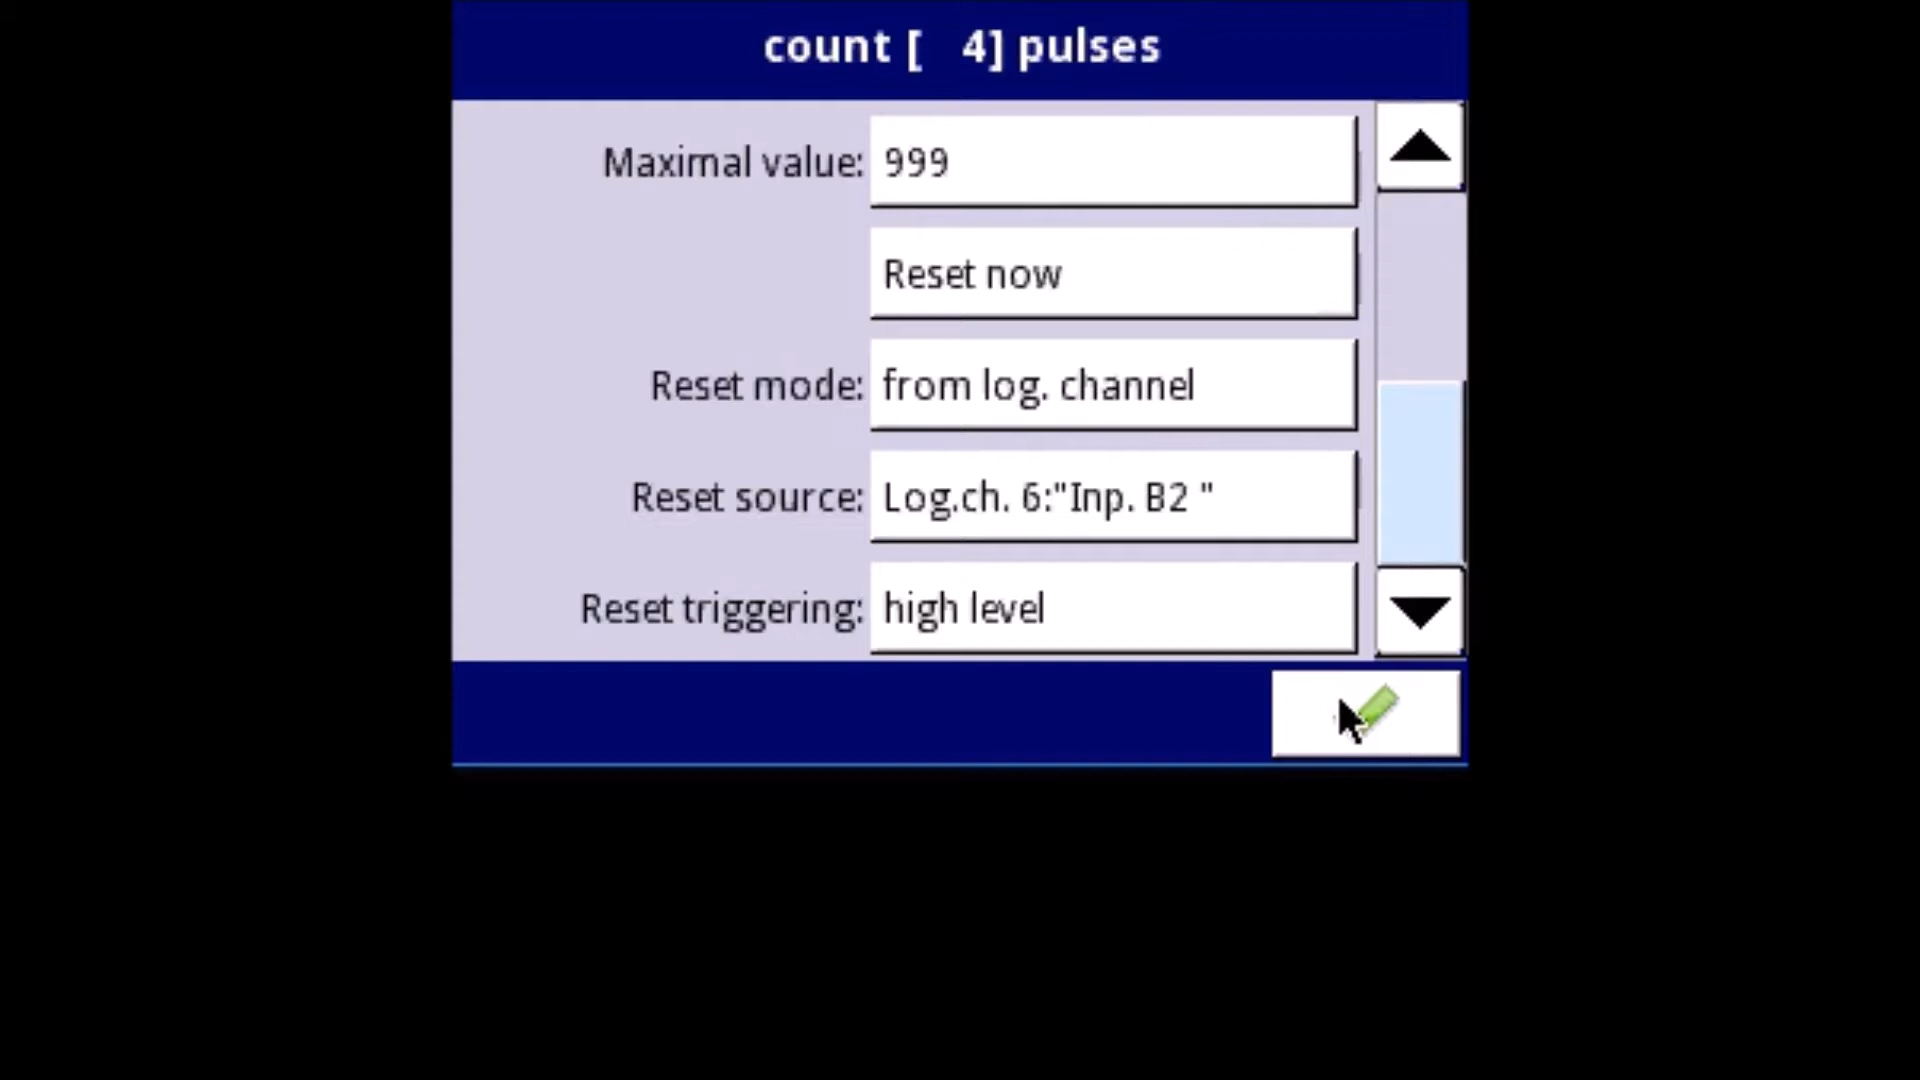 count [   4] pulses
Maximal value: 999
Reset now
Reset mode: from log. channel
Reset source: Log.ch. 6:"Inp. B2 "
Reset triggering: high level